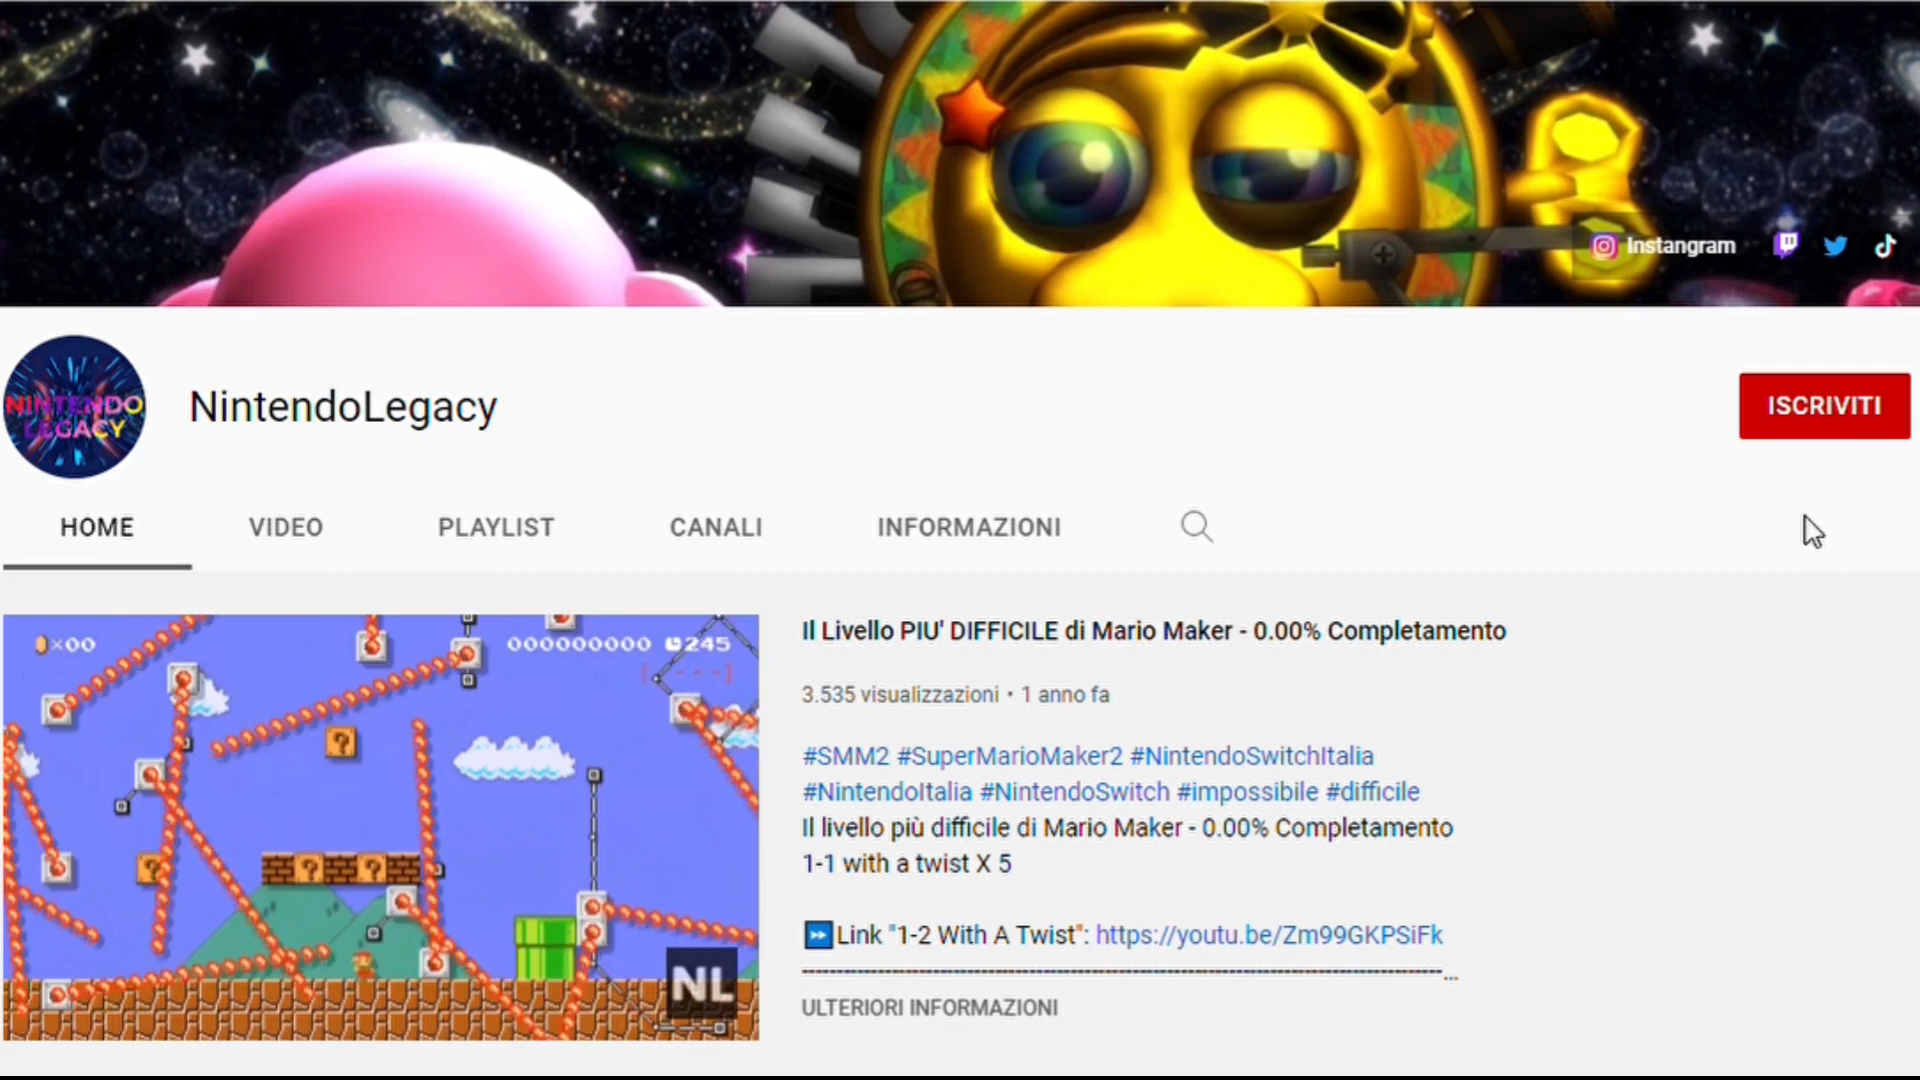 Instangram
NINTENDO
LEGACY
NintendoLegacy
ISCRIVITI
HOME VIDEO PLAYLIST CANALI INFORMAZIONI
×00 000000000 245
NL
Il Livello PIU' DIFFICILE di Mario Maker - 0.00% Completamento
3.535 visualizzazioni • 1 anno fa
#SMM2 #SuperMarioMaker2 #NintendoSwitchItalia
#NintendoItalia #NintendoSwitch #impossibile #difficile
Il livello più difficile di Mario Maker - 0.00% Completamento
1-1 with a twist X 5
⏩Link "1-2 With A Twist": https://youtu.be/Zm99GKPSiFk
--------------------------------------------------------------------------------...
ULTERIORI INFORMAZIONI